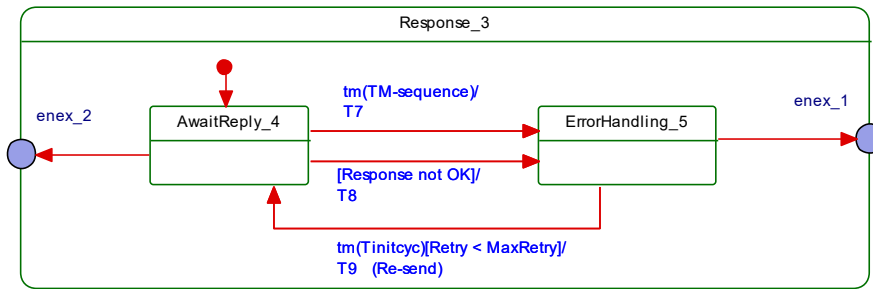 Response_3
enex_2
AwaitReply_4
tm(TM-sequence)/
T7
ErrorHandling_5
enex_1
[Response not OK]/
T8
tm(Tinitcyc)[Retry < MaxRetry]/
T9 (Re-send)